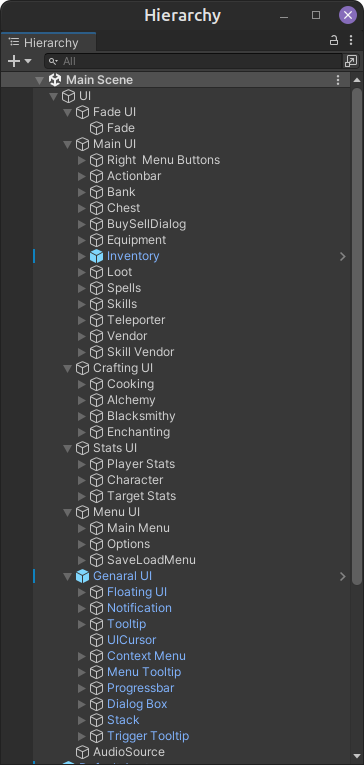 Hierarchy
Hierarchy
All
Main Scene
UI
Fade UI
Fade
Main UI
Right  Menu Buttons
Actionbar
Bank
Chest
BuySellDialog
Equipment
Inventory
Loot
Spells
Skills
Teleporter
Vendor
Skill Vendor
Crafting UI
Cooking
Alchemy
Blacksmithy
Enchanting
Stats UI
Player Stats
Character
Target Stats
Menu UI
Main Menu
Options
SaveLoadMenu
Genaral UI
Floating UI
Notification
Tooltip
UICursor
Context Menu
Menu Tooltip
Progressbar
Dialog Box
Stack
Trigger Tooltip
AudioSource